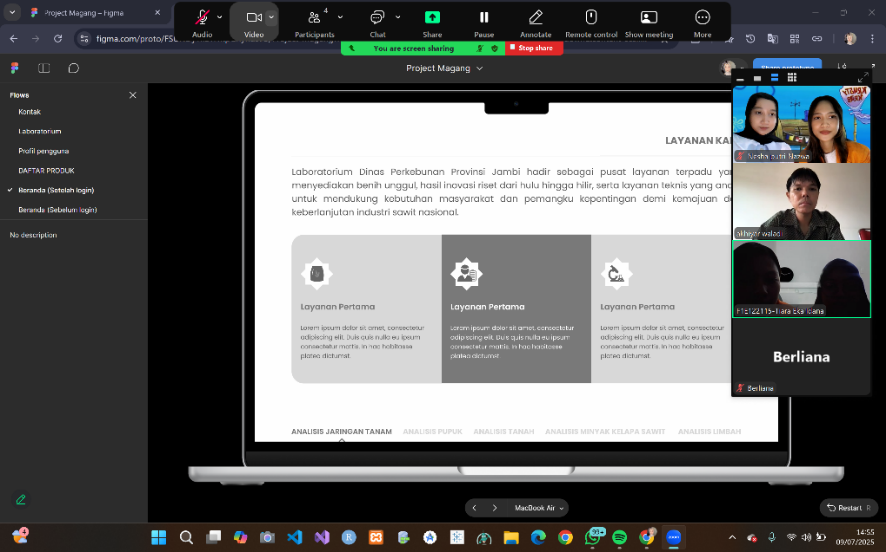 Project Magang – Figma
figma.com/proto/FSU
Audio
Video
Participants
4
Chat
Share
Pause
Annotate
Remote control
Show meeting
More
You are screen sharing
Stop share
Project Magang
Share prototype
Flows
Kontak
Laboratorium
Profil pengguna
DAFTAR PRODUK
Beranda (Setelah login)
Beranda (Sebelum login)
No description
LAYANAN KA
Laboratorium Dinas Perkebunan Provinsi Jambi hadir sebagai pusat layanan terpadu ya
menyediakan benih unggul, hasil inovasi riset dari hulu hingga hilir, serta layanan teknis yang
untuk mendukung kebutuhan masyarakat dan pemangku kepentingan demi kemajuan
keberlanjutan industri sawit nasional.
Layanan Pertama
Lorem ipsum dolor sit amet, consectetur
adipiscing elit. Duis quis nulla eu ipsum
consectetur mattis. In hac habitasse
platea dictumst.
Layanan Pertama
Lorem ipsum dolor sit amet, consectetur
adipiscing elit. Duis quis nulla eu ipsum
consectetur mattis. In hac habitasse
platea dictumst.
Layanan Pertama
Lorem ipsum dolor sit amet, consectetur
adipiscing elit. Duis quis nulla eu ipsum
consectetur mattis. In hac habitasse
platea dictumst.
ANALISIS JARINGAN TANAM
ANALISIS PUPUK
ANALISIS TANAH
ANALISIS MINYAK KELAPA SAWIT
ANALISIS LIMBAH
F1E122115-Tiara Eka
Berliana
Berliana
MacBook Air
Restart R
99+
14:55
09/07/2025